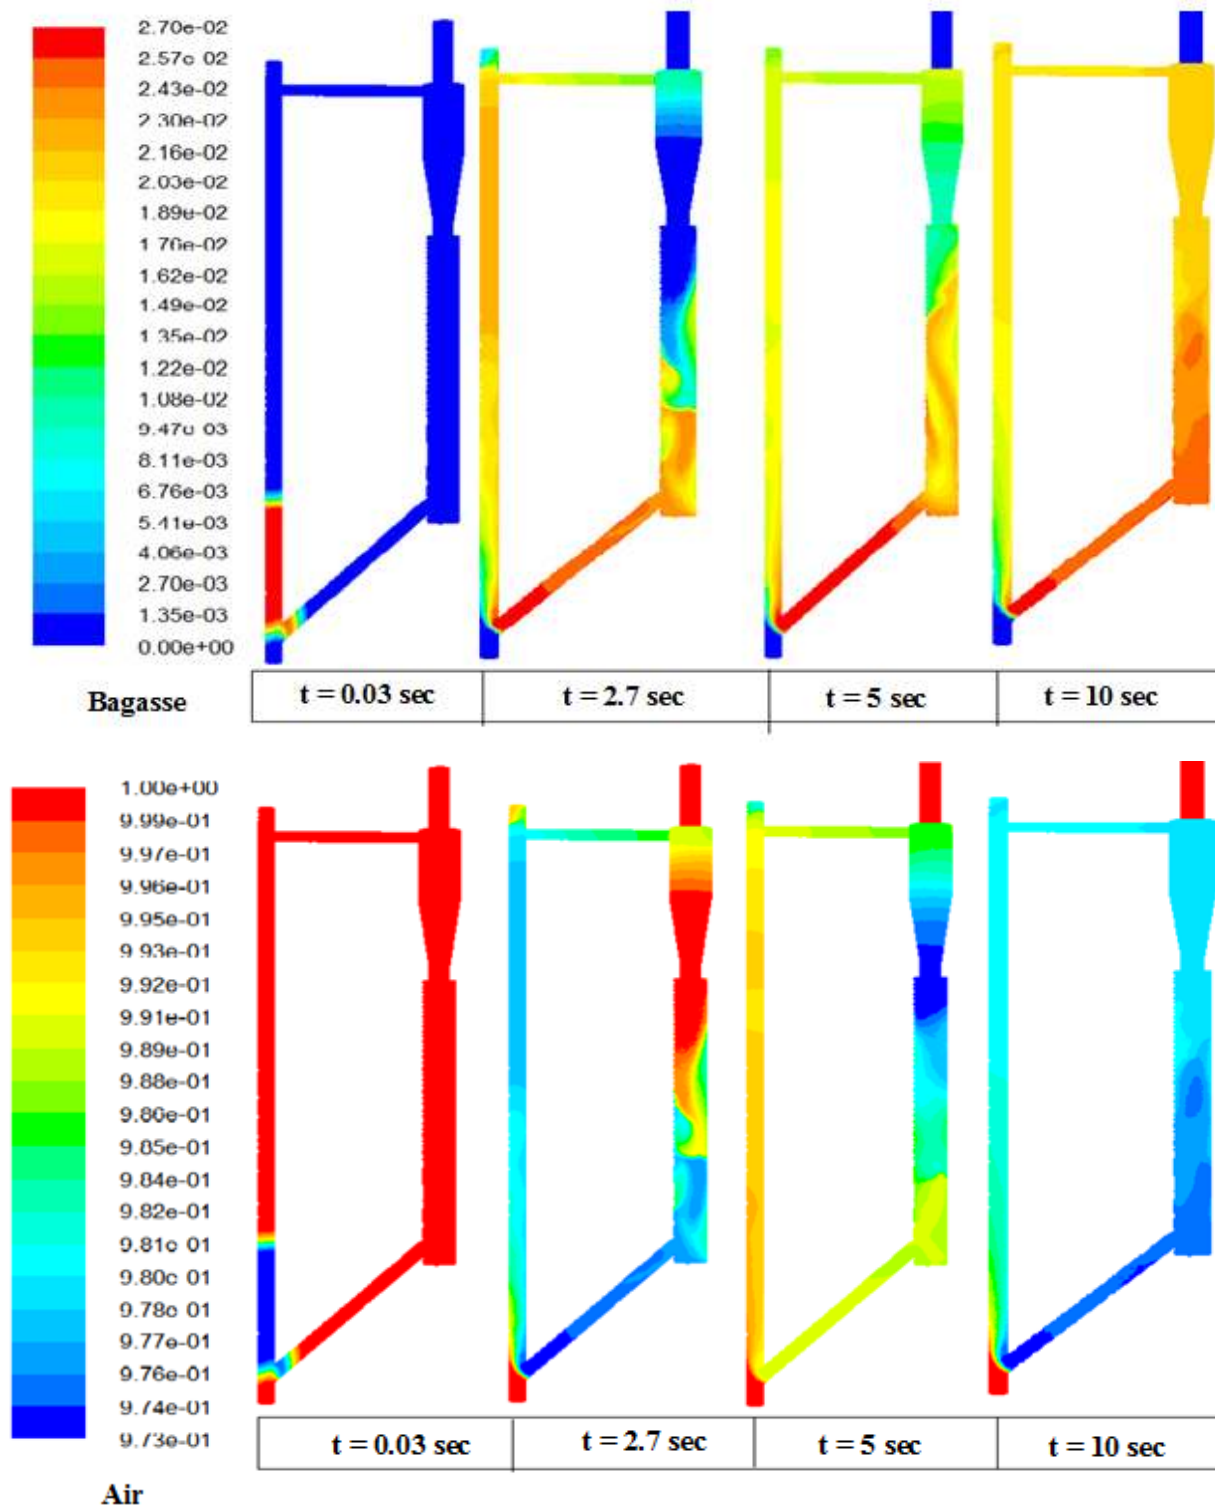 2.70e-02
2.57c 02
2.43e-02
2.30e-02
2.16e-02
2.03e-02
1.89e-02
1.76e-02
1.62e-02
1.49e-02
1.35e-02
1.22e-02
1.08e-02
9.47c 03
8.11e-03
6.76e-03
5.41e-03
4.06e-03
2.70e-03
1.35e-03
0.00e+00
Bagasse
t = 0.03 sec t = 2.7 sec t = 5 sec t = 10 sec
1.00e+00
9.99e-01
9.97e-01
9.96e-01
9.95e-01
9.93e-01
9.92e-01
9.91e-01
9.89e-01
9.88e-01
9.86e-01
9.85e-01
9.84e-01
9.82e-01
9.81c 01
9.80c 01
9.78c 01
9.77e-01
9.76e-01
9.74e-01
9.73e-01
t = 0.03 sec t = 2.7 sec t = 5 sec t = 10 sec
Air